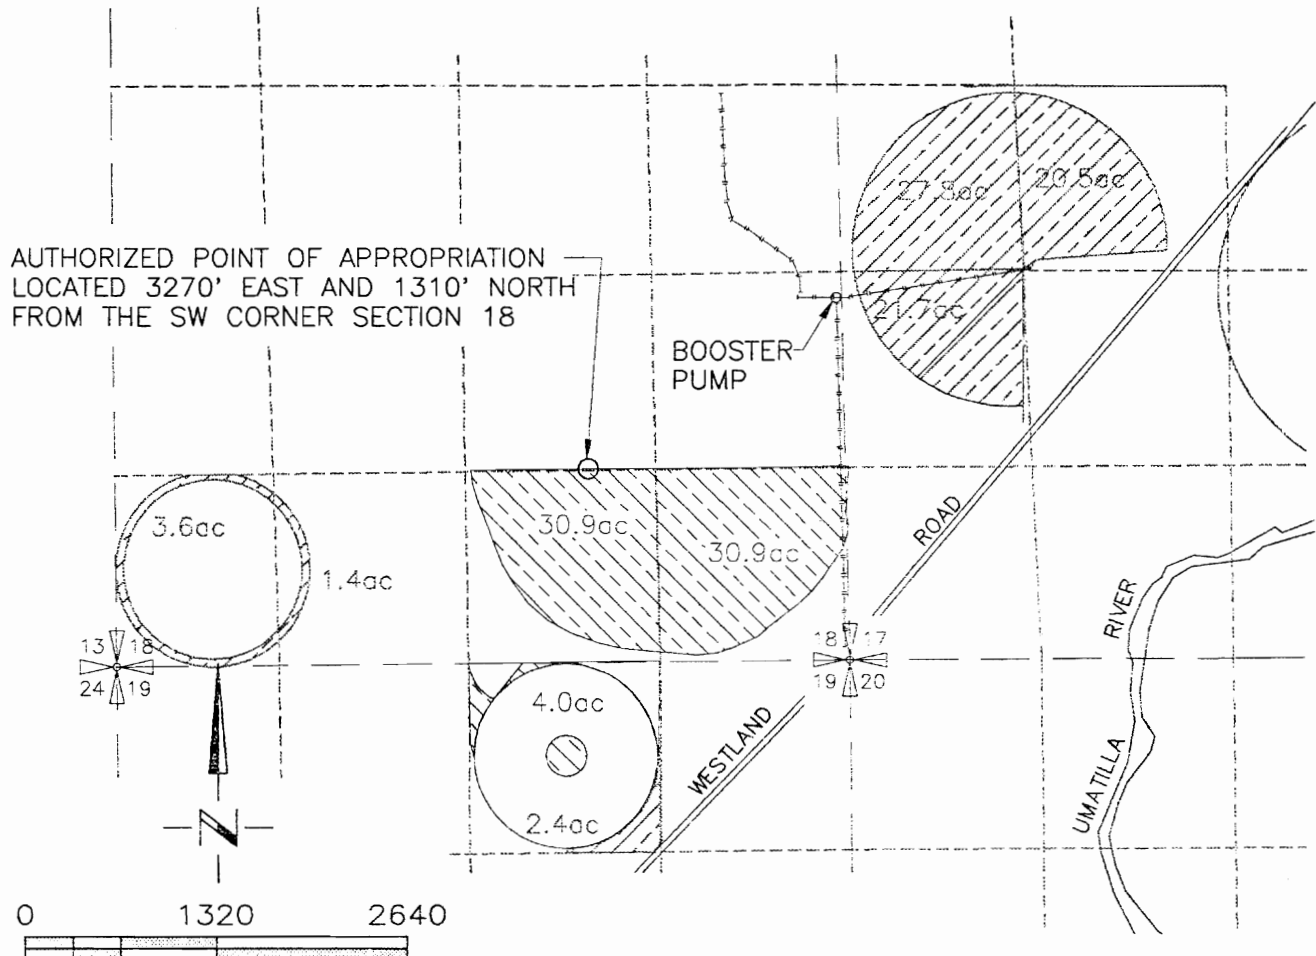 27.8ac
20.5ac
AUTHORIZED POINT OF APPROPRIATION
LOCATED 3270' EAST AND 1310' NORTH
FROM THE SW CORNER SECTION 18
21.7ac
BOOSTER
PUMP
3.6ac
30.9ac
30.9ac
1.4ac
ROAD
RIVER
13 18
24 19
18 17
19 20
4.0ac
WESTLAND
UMATILLA
2.4ac
N
0 1320 2640